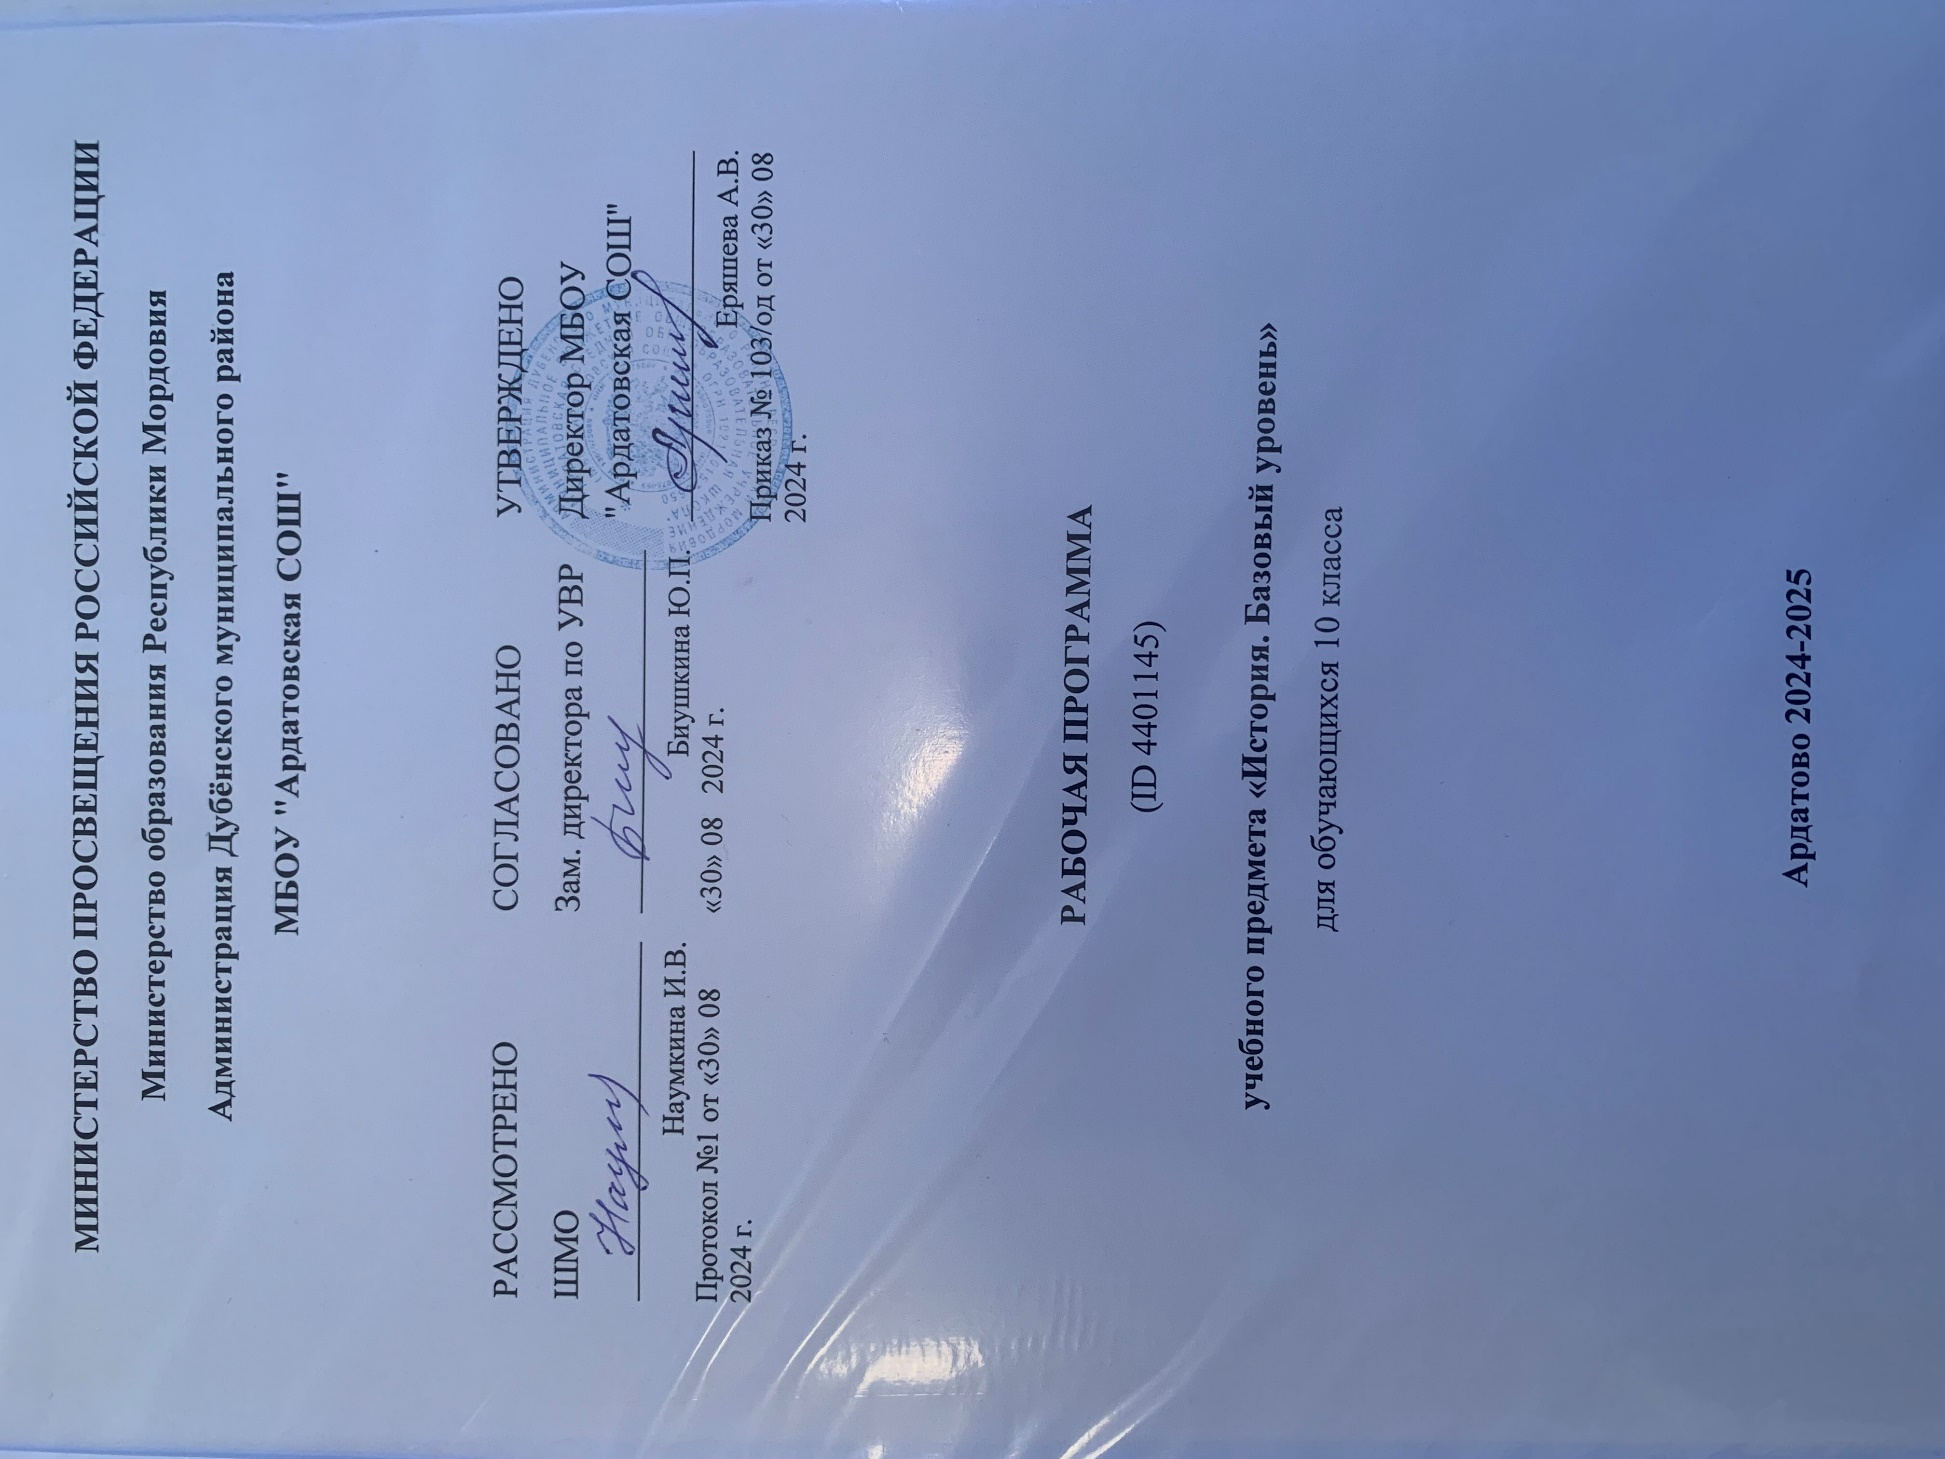 МИНИСТЕРСТВО ПРОСВЕЩЕНИЯ РОССИЙСКОЙ ФЕДЕРАЦИИ
Министерство образования Республики Мордовия
Администрация Дубёнского муниципального района
МБОУ "Ардатовская СОШ"
РАССМОТРЕНО
ШМО
Наумкина И.В.
Протокол №1 от «30» 08
2024 г.
СОГЛАСОВАНО
Зам. директора по УВР
Биушкина Ю.П.
«30» 08 2024 г.
УТВЕРЖДЕНО
Директор МБОУ
"Ардатовская СОШ"
Еряшева А.В.
Приказ № 103/од от «30» 08
2024 г.
РАБОЧАЯ ПРОГРАММА
(ID 4401145)
учебного предмета «История. Базовый уровень»
для обучающихся 10 класса
Ардатово 2024-2025